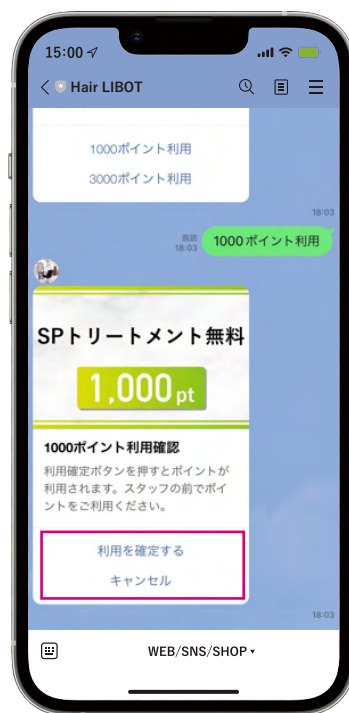 15:00
Hair LIBOT
1000ポイント利用
3000ポイント利用
18:03
既読
18:03
1000ポイント利用
SPトリートメント無料
1,000 pt
1000ポイント利用確認
利用確定ボタンを押すとポイントが
利用されます。スタッフの前でポイ
ントをご利用ください。
利用を確定する
キャンセル
18:03
WEB/SNS/SHOP▾